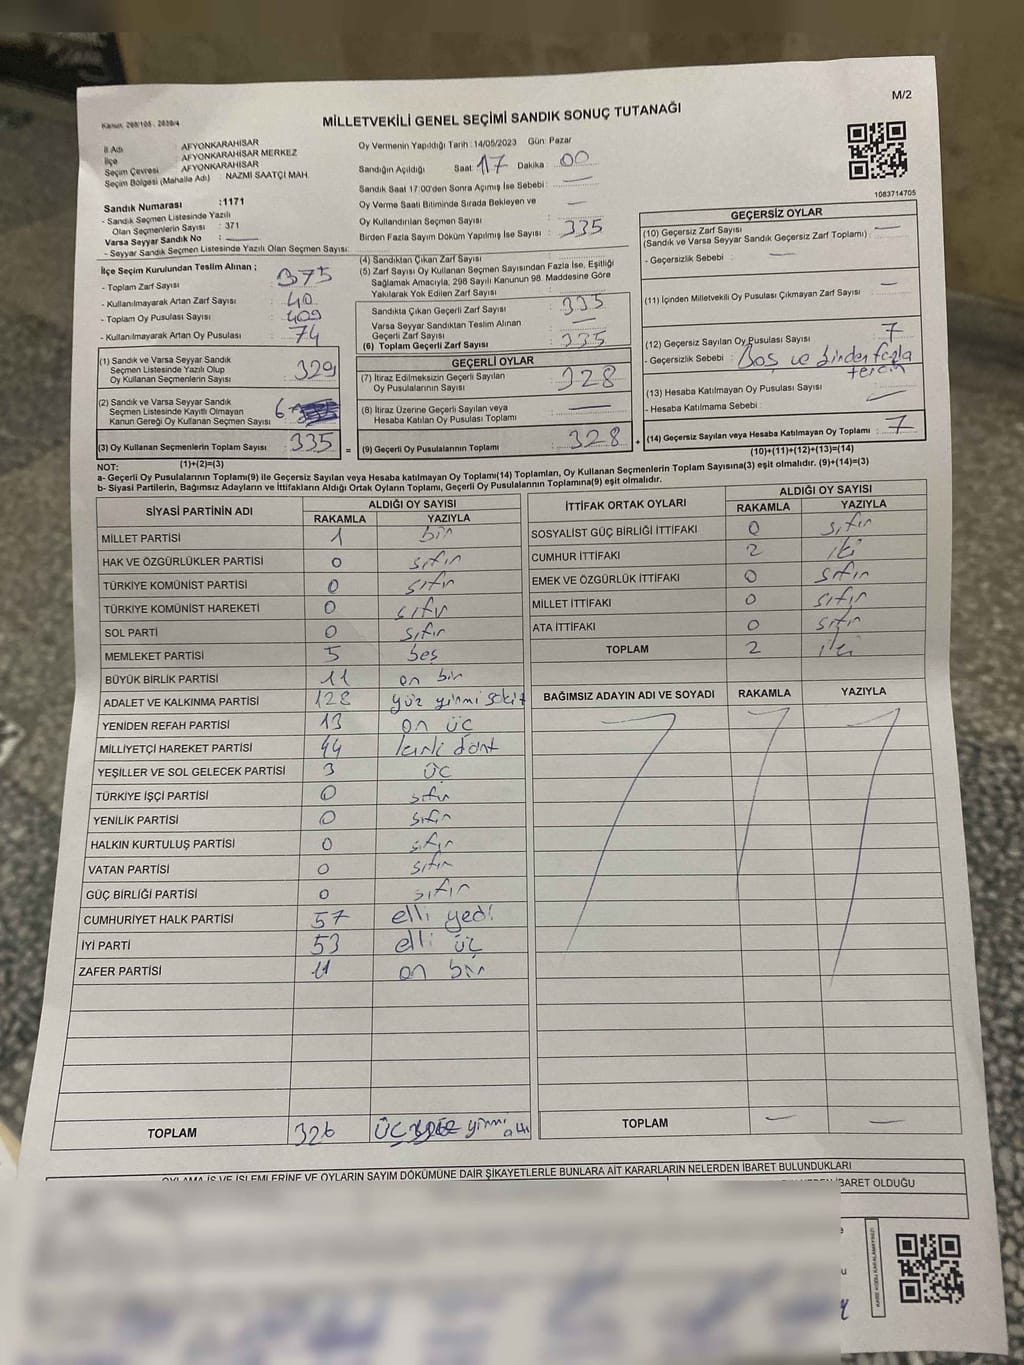 M/2
Kanun: 298/105 - 2839/4
MİLLETVEKİLİ GENEL SEÇİMİ SANDIK SONUÇ TUTANAĞI
İl Adı : AFYONKARAHİSAR
İlçe : AFYONKARAHİSAR MERKEZ
Seçim Çevresi : AFYONKARAHİSAR
Seçim Bölgesi (Mahalle Adı) : NAZMİ SAATÇİ MAH.
Sandık Numarası :1171
- Sandık Seçmen Listesinde Yazılı
Olan Seçmenlerin Sayısı : 371
Varsa Seyyar Sandık No :
- Seyyar Sandık Seçmen Listesinde Yazılı Olan Seçmen Sayısı:
İlçe Seçim Kurulundan Teslim Alınan ;
- Toplam Zarf Sayısı : 375
- Kullanılmayarak Artan Zarf Sayısı : 40
- Toplam Oy Pusulası Sayısı : 409
- Kullanılmayarak Artan Oy Pusulası : 74
(1) Sandık ve Varsa Seyyar Sandık
Seçmen Listesinde Yazılı Olup
Oy Kullanan Seçmenlerin Sayısı : 329
(2) Sandık ve Varsa Seyyar Sandık
Seçmen Listesinde Kayıtlı Olmayan
Kanun Gereği Oy Kullanan Seçmen Sayısı : 6
(3) Oy Kullanan Seçmenlerin Toplam Sayısı : 335
(1)+(2)=(3)
Oy Vermenin Yapıldığı Tarih :14/05/2023 Gün: Pazar
Sandığın Açıldığı Saat: 17 Dakika : 00
Sandık Saat 17:00'den Sonra Açımış İse Sebebi : —
Oy Verme Saati Bitiminde Sırada Bekleyen ve
Oy Kullandırılan Seçmen Sayısı : —
Birden Fazla Sayım Döküm Yapılmış İse Sayısı : 335
(4) Sandıktan Çıkan Zarf Sayısı :
(5) Zarf Sayısı Oy Kullanan Seçmen Sayısından Fazla İse, Eşitliği
Sağlamak Amacıyla, 298 Sayılı Kanunun 98. Maddesine Göre
Yakılarak Yok Edilen Zarf Sayısı :
Sandıkta Çıkan Geçerli Zarf Sayısı : 335
Varsa Seyyar Sandıktan Teslim Alınan
Geçerli Zarf Sayısı : —
(6) Toplam Geçerli Zarf Sayısı : 335
GEÇERLİ OYLAR
(7) İtiraz Edilmeksizin Geçerli Sayılan
Oy Pusulalarının Sayısı : 328
(8) İtiraz Üzerine Geçerli Sayılan veya
Hesaba Katılan Oy Pusulası Toplamı : —
= (9) Geçerli Oy Pusulalarının Toplamı : 328 +
1083714705
GEÇERSİZ OYLAR
(10) Geçersiz Zarf Sayısı : —
(Sandık ve Varsa Seyyar Sandık Geçersiz Zarf Toplamı)
- Geçersizlik Sebebi : —
(11) İçinden Milletvekili Oy Pusulası Çıkmayan Zarf Sayısı : —
(12) Geçersiz Sayılan Oy Pusulası Sayısı : 7
- Geçersizlik Sebebi : Boş ve birden fazla
tercih
(13) Hesaba Katılmayan Oy Pusulası Sayısı : —
- Hesaba Katılmama Sebebi :
(14) Geçersiz Sayılan veya Hesaba Katılmayan Oy Toplamı : 7
(10)+(11)+(12)+(13)=(14)
NOT:
a- Geçerli Oy Pusulalarının Toplamı(9) ile Geçersiz Sayılan veya Hesaba katılmayan Oy Toplamı(14) Toplamları, Oy Kullanan Seçmenlerin Toplam Sayısına(3) eşit olmalıdır. (9)+(14)=(3)
b- Siyasi Partilerin, Bağımsız Adayların ve İttifakların Aldığı Ortak Oyların Toplamı, Geçerli Oy Pusulalarının Toplamına(9) eşit olmalıdır.
SİYASİ PARTİNİN ADI ALDIĞI OY SAYISI
RAKAMLA YAZIYLA
MİLLET PARTİSİ 1 bir
HAK VE ÖZGÜRLÜKLER PARTİSİ 0 sıfır
TÜRKİYE KOMÜNİST PARTİSİ 0 sıfır
TÜRKİYE KOMÜNİST HAREKETİ 0 sıfır
SOL PARTİ 0 sıfır
MEMLEKET PARTİSİ 5 beş
BÜYÜK BİRLİK PARTİSİ 11 on bir
ADALET VE KALKINMA PARTİSİ 128 yüz yirmi sekiz
YENİDEN REFAH PARTİSİ 13 on üç
MİLLİYETÇİ HAREKET PARTİSİ 44 kırk dört
YEŞİLLER VE SOL GELECEK PARTİSİ 3 üç
TÜRKİYE İŞÇİ PARTİSİ 0 sıfır
YENİLİK PARTİSİ 0 sıfır
HALKIN KURTULUŞ PARTİSİ 0 sıfır
VATAN PARTİSİ 0 sıfır
GÜÇ BİRLİĞİ PARTİSİ 0 sıfır
CUMHURİYET HALK PARTİSİ 57 elli yedi
İYİ PARTİ 53 elli üç
ZAFER PARTİSİ 11 on bir
TOPLAM 326 üç yüz yirmi altı
İTTİFAK ORTAK OYLARI ALDIĞI OY SAYISI
RAKAMLA YAZIYLA
SOSYALİST GÜÇ BİRLİĞİ İTTİFAKI 0 sıfır
CUMHUR İTTİFAKI 2 iki
EMEK VE ÖZGÜRLÜK İTTİFAKI 0 sıfır
MİLLET İTTİFAKI 0 sıfır
ATA İTTİFAKI 0 sıfır
TOPLAM 2 iki
BAĞIMSIZ ADAYIN ADI VE SOYADI RAKAMLA YAZIYLA
TOPLAM — —
OYLAMA İŞ VE İŞLEMLERİNE VE OYLARIN SAYIM DÖKÜMÜNE DAİR ŞİKAYETLERLE BUNLARA AİT KARARLARIN NELERDEN İBARET BULUNDUKLARI
İBARET OLDUĞU
KARE KODU KARALAMAYINIZ!